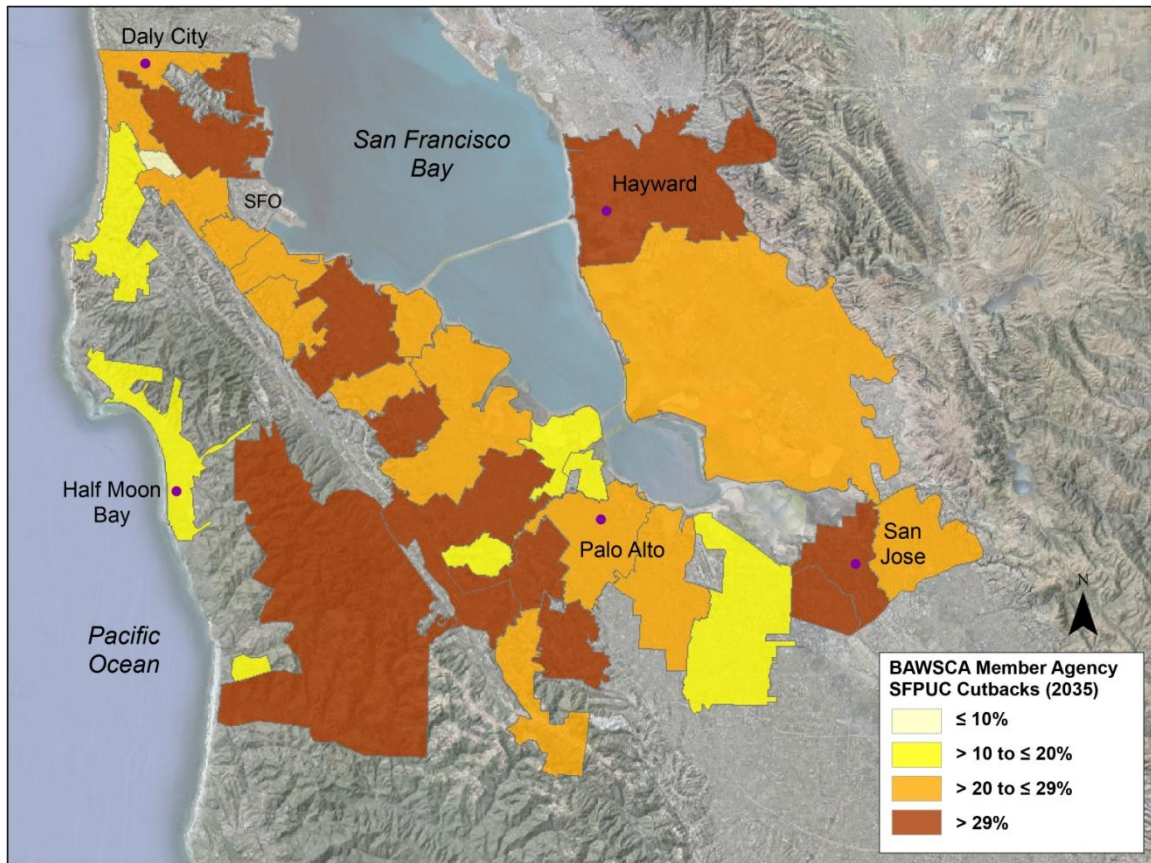 Daly City
San Francisco
Bay
Hayward
SFO
Half Moon
Bay
Palo Alto
San
Jose
Pacific
Ocean
N
BAWSCA Member Agency
SFPUC Cutbacks (2035)
≤ 10%
> 10 to ≤ 20%
> 20 to ≤ 29%
> 29%